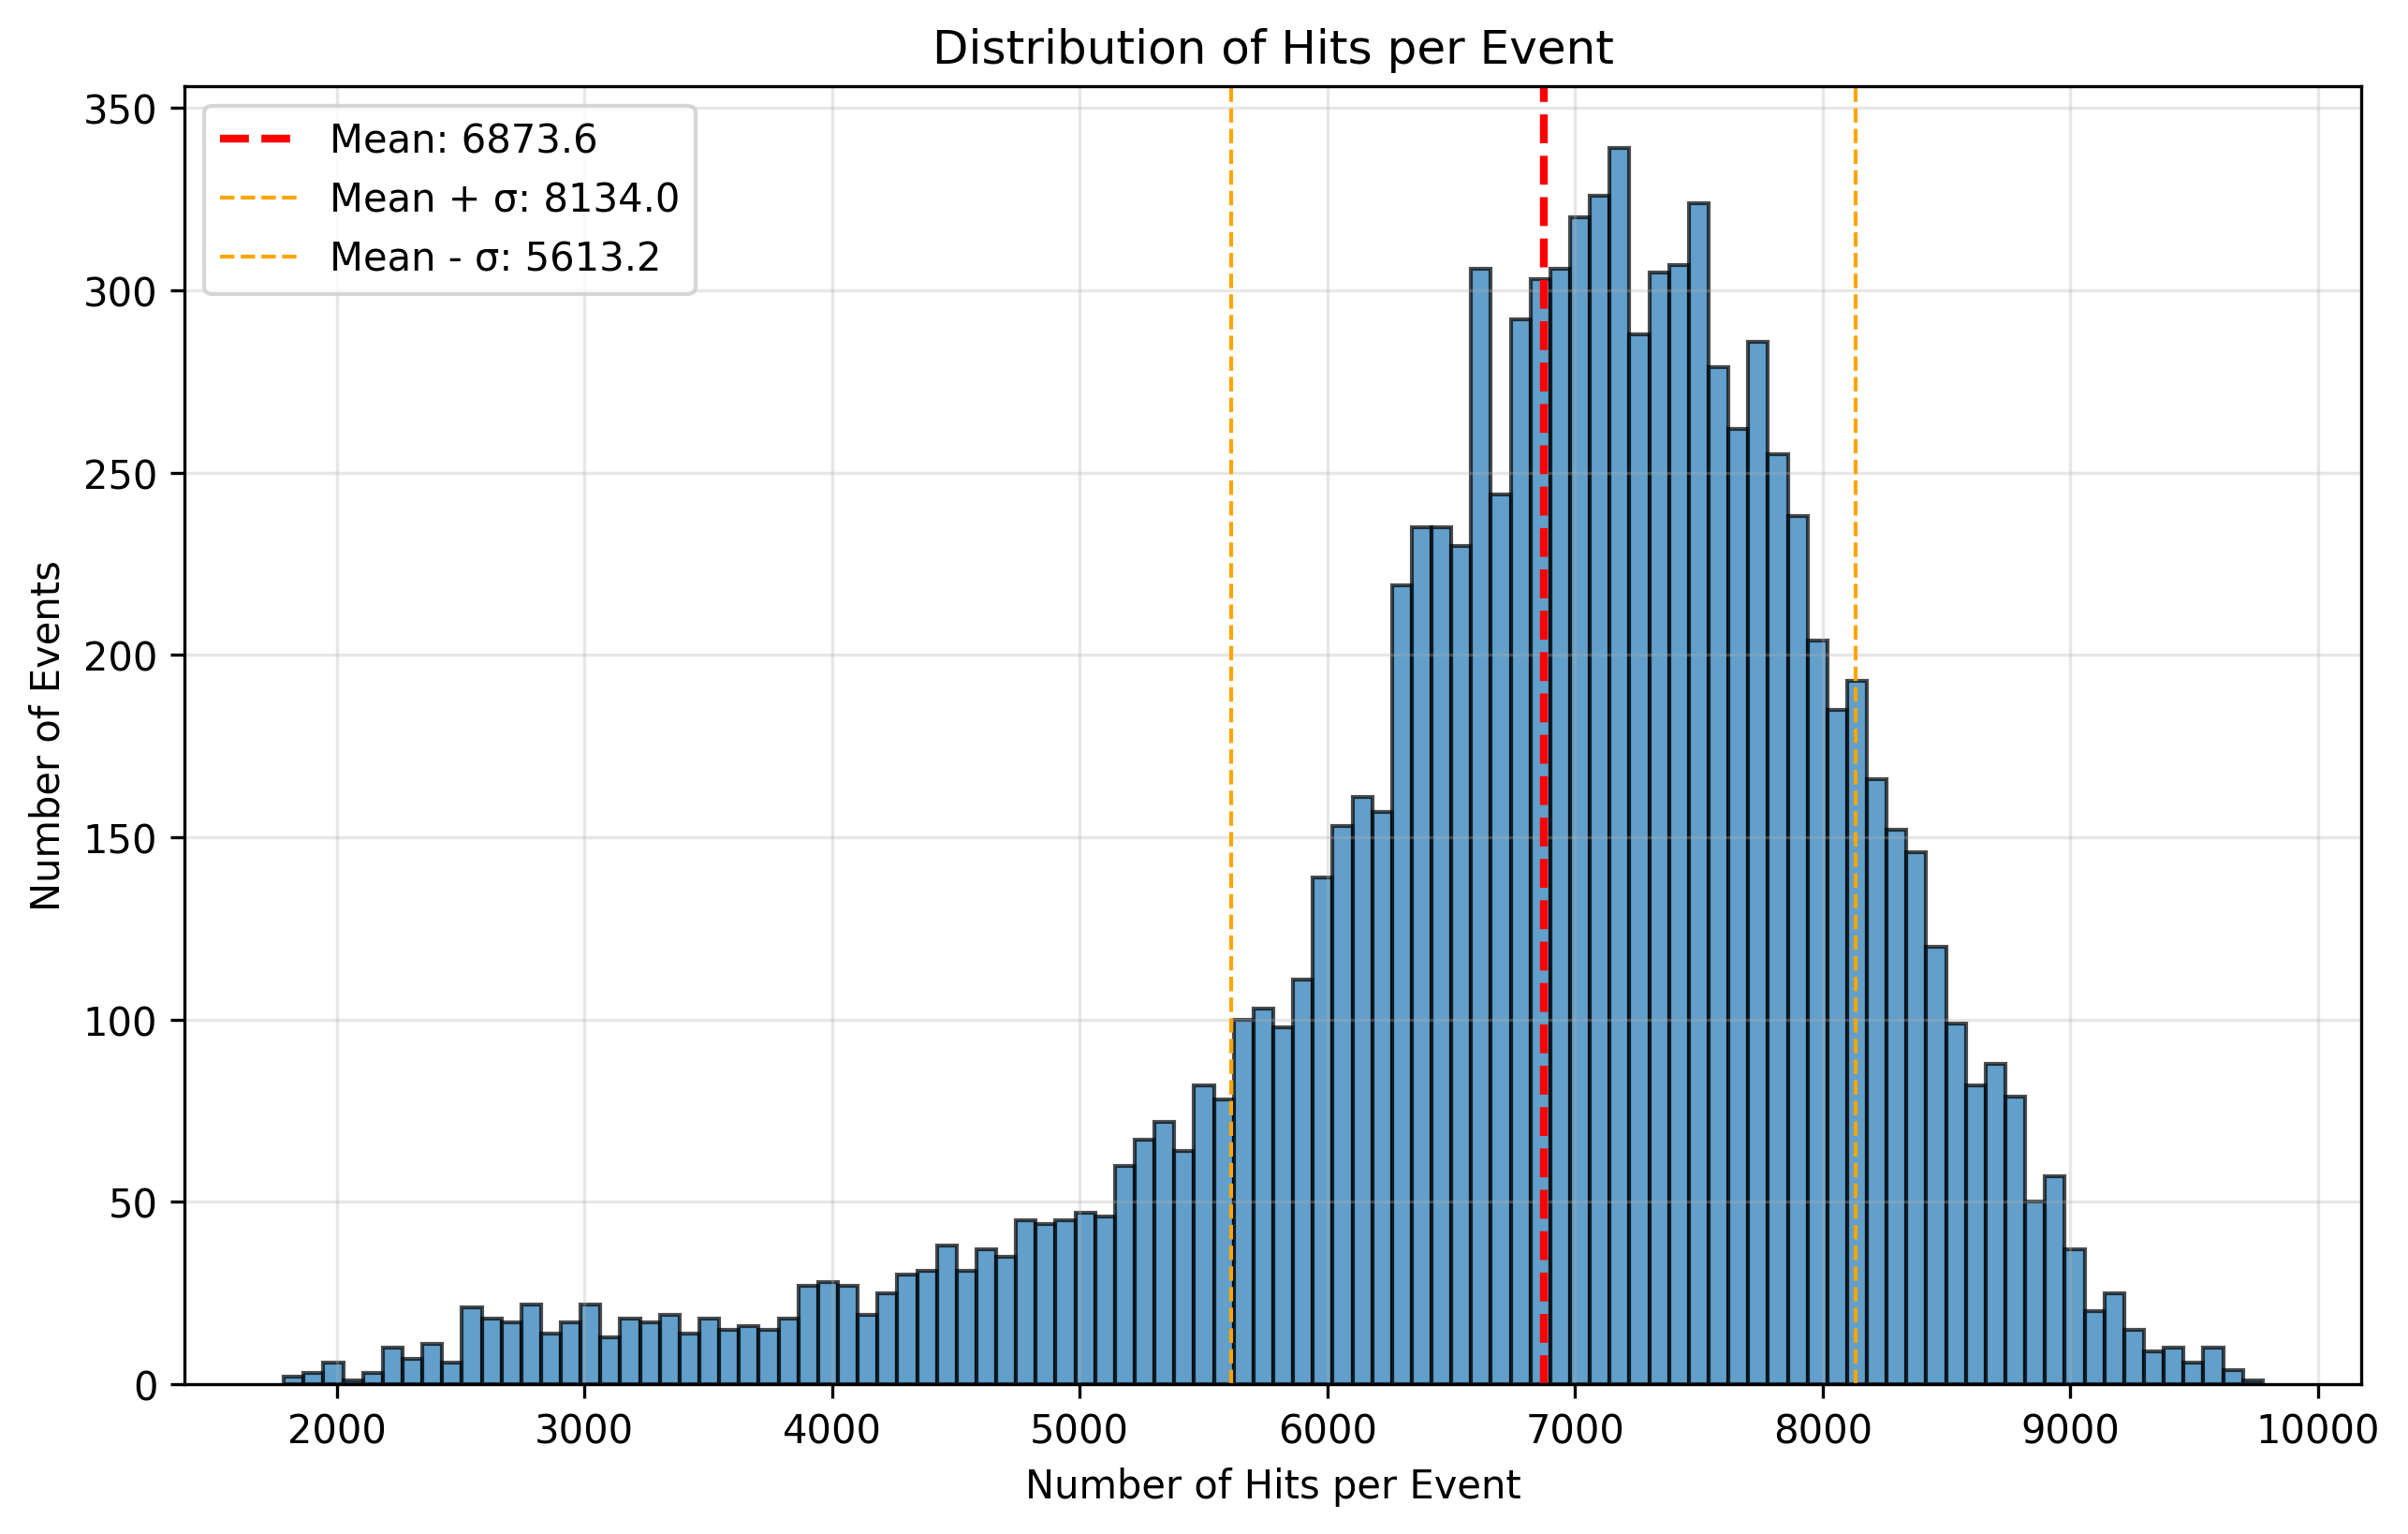 Distribution of Hits per Event
Mean: 6873.6
Mean + σ: 8134.0
Mean - σ: 5613.2
350
300
250
200
150
100
50
0
Number of Events
2000 3000 4000 5000 6000 7000 8000 9000 10000
Number of Hits per Event